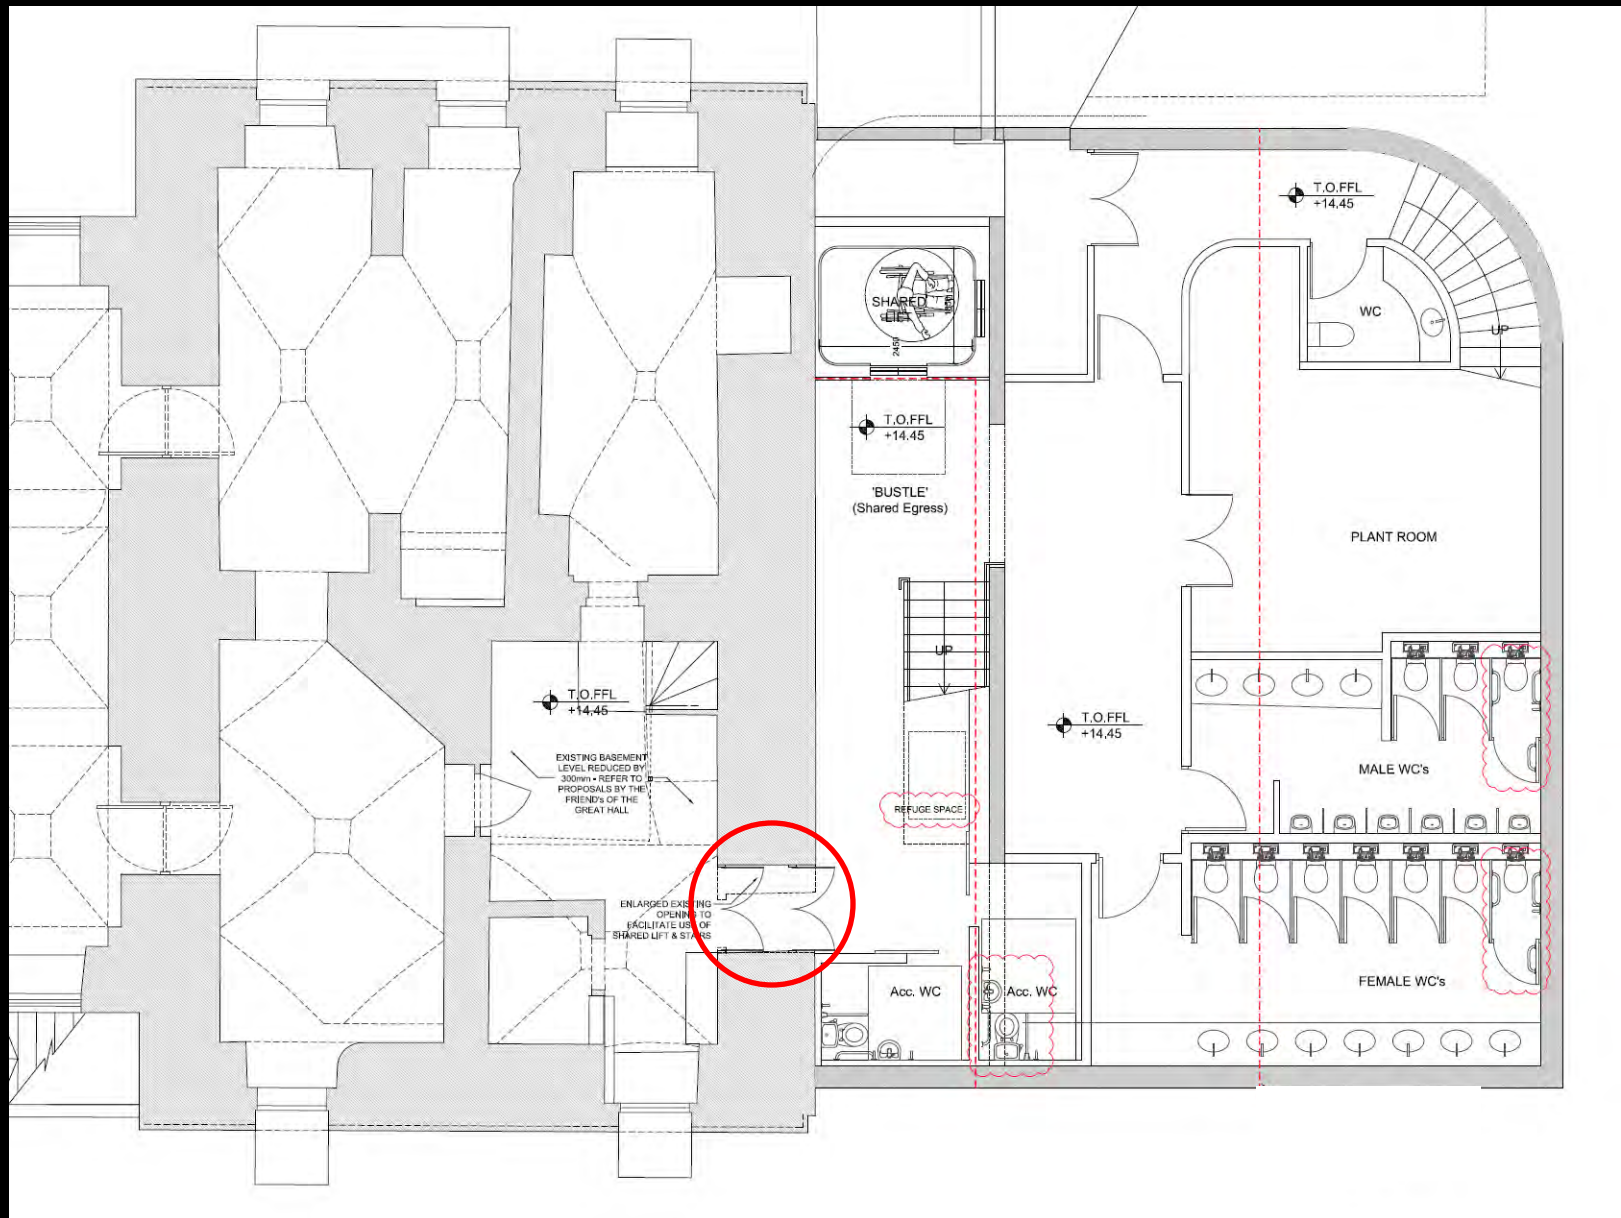 T.O.FFL
+14,45
SHARED
LIFT
2450
WC
UP
T.O.FFL
+14.45
'BUSTLE'
(Shared Egress)
PLANT ROOM
UP
T.O.FFL
+14,45
T.O.FFL
+14,45
EXISTING BASEMENT
LEVEL REDUCED BY
300mm - REFER TO
PROPOSALS BY THE
FRIEND's OF THE
GREAT HALL
MALE WC's
REFUGE SPACE
ENLARGED EXISTING
OPENING TO
FACILITATE USE OF
SHARED LIFT & STAIRS
Acc. WC
Acc. WC
FEMALE WC's